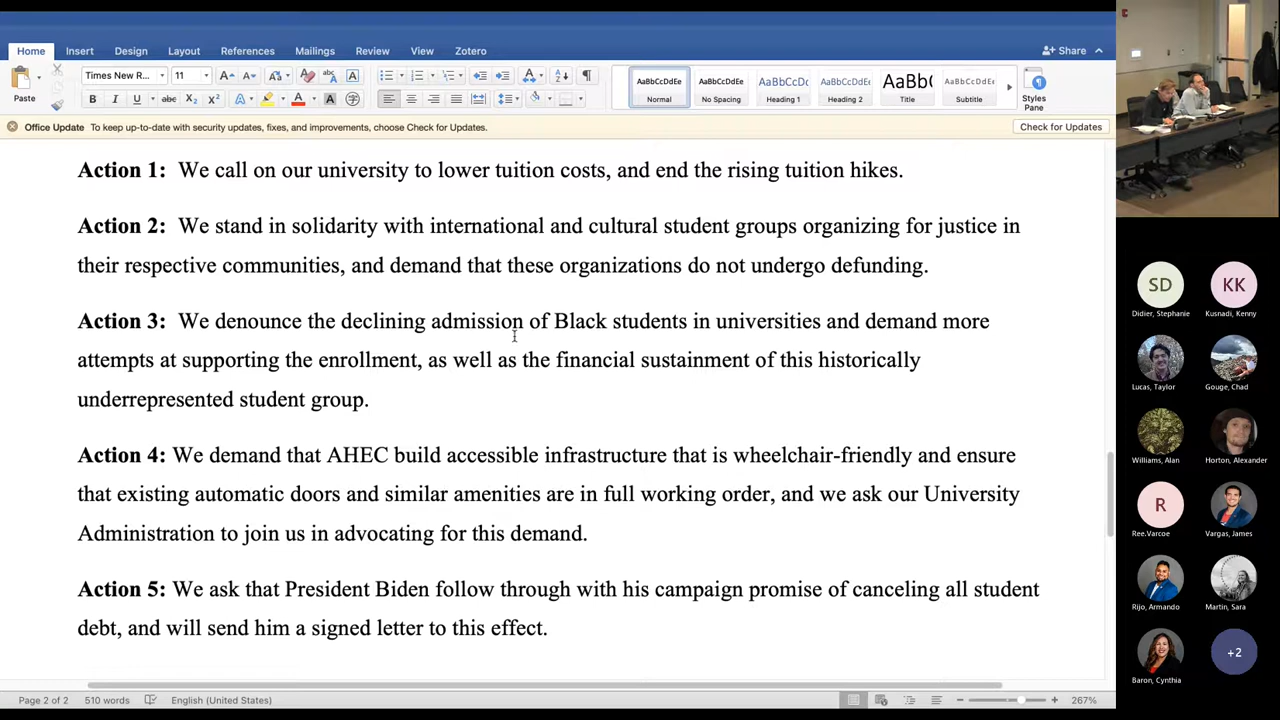 Home Insert Design Layout References Mailings Review View Zotero Share
Paste Times New R... 11
AaBbCcDdEe AaBbCcDdEe AaBbCcDc AaBbCcDdEe AaBb( AaBbCcDdEe
Normal No Spacing Heading 1 Heading 2 Title Subtitle Styles Pane
Office Update To keep up-to-date with security updates, fixes, and improvements, choose Check for Updates. Check for Updates
Action 1: We call on our university to lower tuition costs, and end the rising tuition hikes.
Action 2: We stand in solidarity with international and cultural student groups organizing for justice in
their respective communities, and demand that these organizations do not undergo defunding.
Action 3: We denounce the declining admission of Black students in universities and demand more
attempts at supporting the enrollment, as well as the financial sustainment of this historically
underrepresented student group.
Action 4: We demand that AHEC build accessible infrastructure that is wheelchair-friendly and ensure
that existing automatic doors and similar amenities are in full working order, and we ask our University
Administration to join us in advocating for this demand.
Action 5: We ask that President Biden follow through with his campaign promise of canceling all student
debt, and will send him a signed letter to this effect.
Page 2 of 2 510 words English (United States) 267%
SD KK
Didier, Stephanie Kusnadi, Kenny
Lucas, Taylor Gouge, Chad
Williams, Alan Horton, Alexander
R
Ree.Varcoe Vargas, James
Rijo, Armando Martin, Sara
+2
Baron, Cynthia